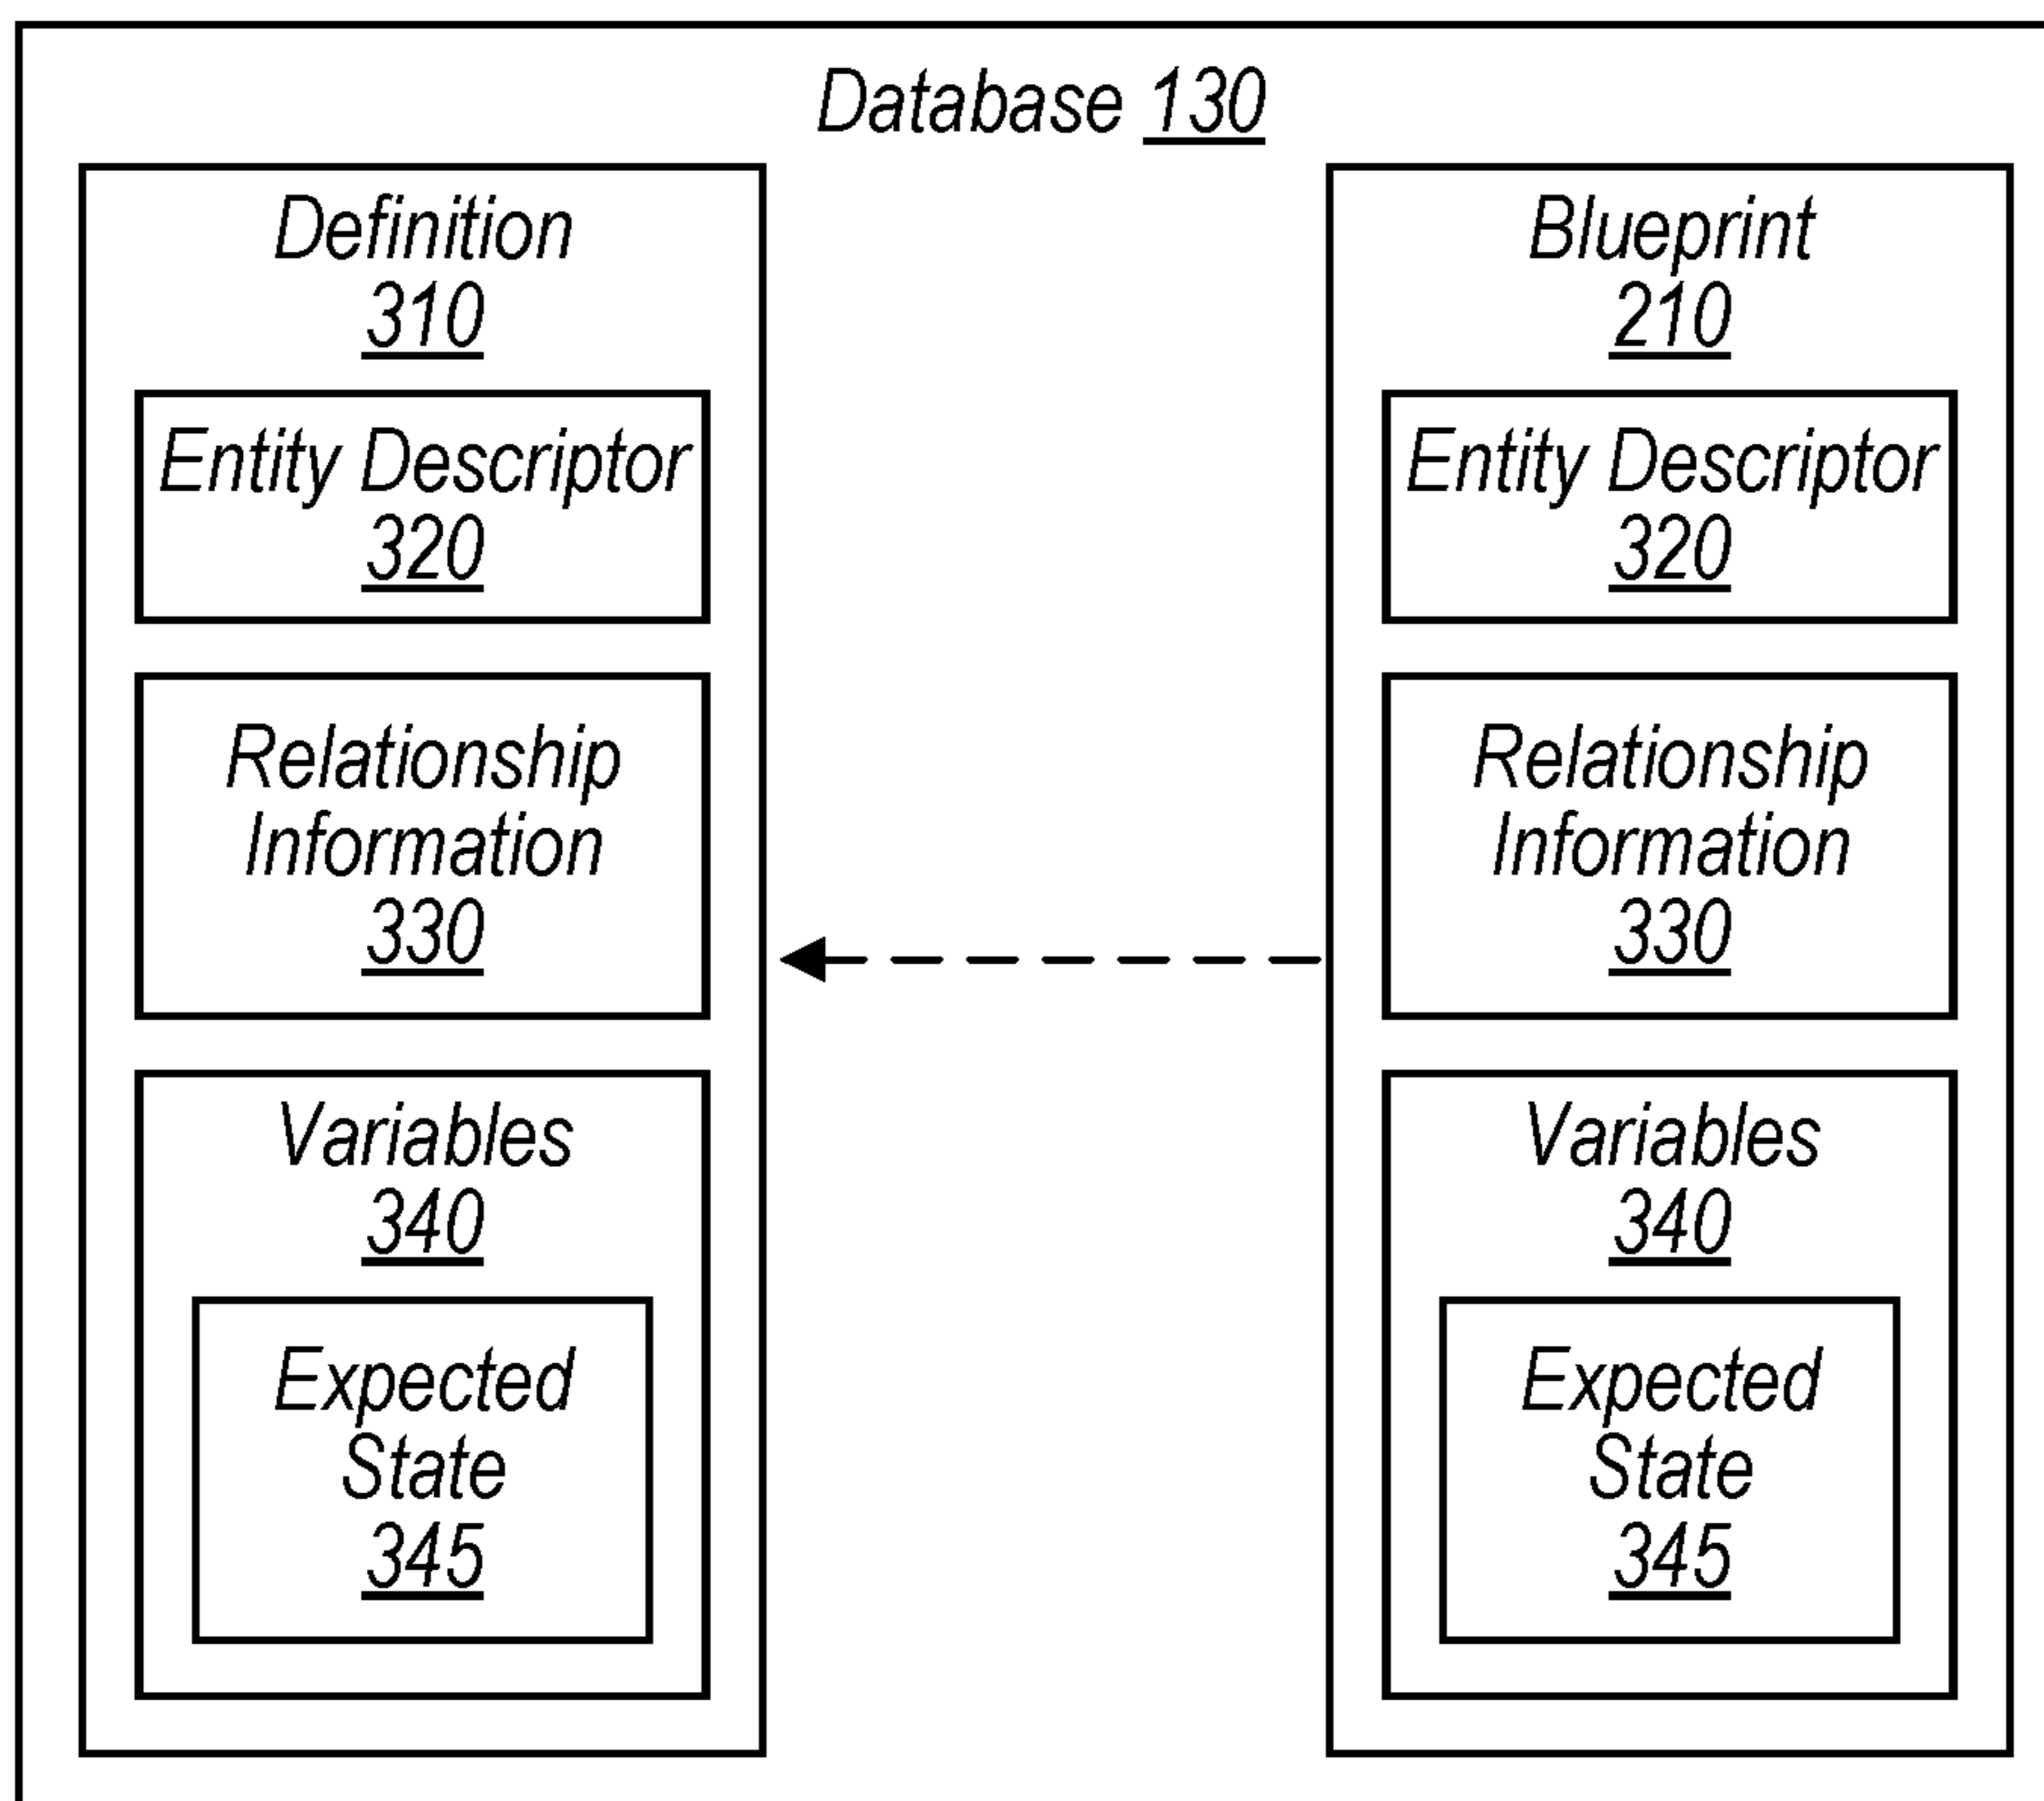 Database 130
Definition
310
Entity Descriptor
320
Relationship
Information
330
Variables
340
Expected
State
345
Blueprint
210
Entity Descriptor
320
Relationship
Information
330
Variables
340
Expected
State
345